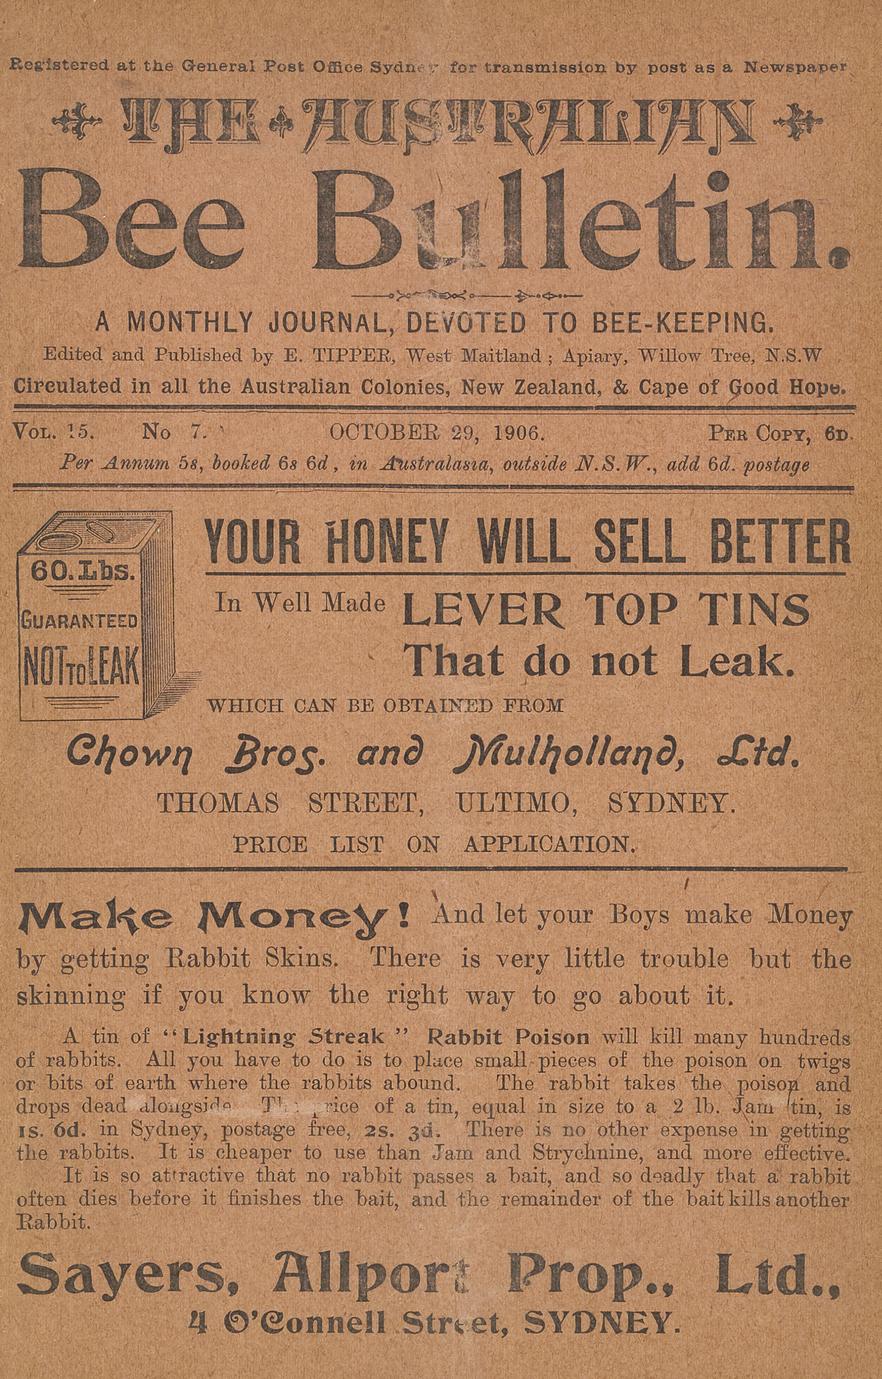 Registered at the General Post Office Sydney for transmission by post as a Newspaper
THE AUSTRALIAN
Bee Bulletin.
A MONTHLY JOURNAL, DEVOTED TO BEE-KEEPING.
Edited and Published by E. TIPPER, West Maitland ; Apiary, Willow Tree, N.S.W
Circulated in all the Australian Colonies, New Zealand, & Cape of Good Hope.
VOL. 15. No 7. OCTOBER 29, 1906. PER COPY, 6D.
Per Annum 5s, booked 6s 6d, in Australasia, outside N.S.W., add 6d. postage
60. Lbs.
GUARANTEED
NOT TO LEAK
YOUR HONEY WILL SELL BETTER
In Well Made LEVER TOP TINS
That do not Leak.
WHICH CAN BE OBTAINED FROM
Chown Bros. and Mulholland, Ltd.
THOMAS STREET, ULTIMO, SYDNEY.
PRICE LIST ON APPLICATION.
Make Money! And let your Boys make Money
by getting Rabbit Skins. There is very little trouble but the
skinning if you know the right way to go about it.
A tin of "Lightning Streak" Rabbit Poison will kill many hundreds
of rabbits. All you have to do is to place small pieces of the poison on twigs
or bits of earth where the rabbits abound. The rabbit takes the poison and
drops dead alongside. The price of a tin, equal in size to a 2 lb. Jam tin, is
1s. 6d. in Sydney, postage free, 2s. 3d. There is no other expense in getting
the rabbits. It is cheaper to use than Jam and Strychnine, and more effective.
It is so attractive that no rabbit passes a bait, and so deadly that a rabbit
often dies before it finishes the bait, and the remainder of the bait kills another
Rabbit.
Sayers, Allport Prop., Ltd.,
4 O'Connell Street, SYDNEY.